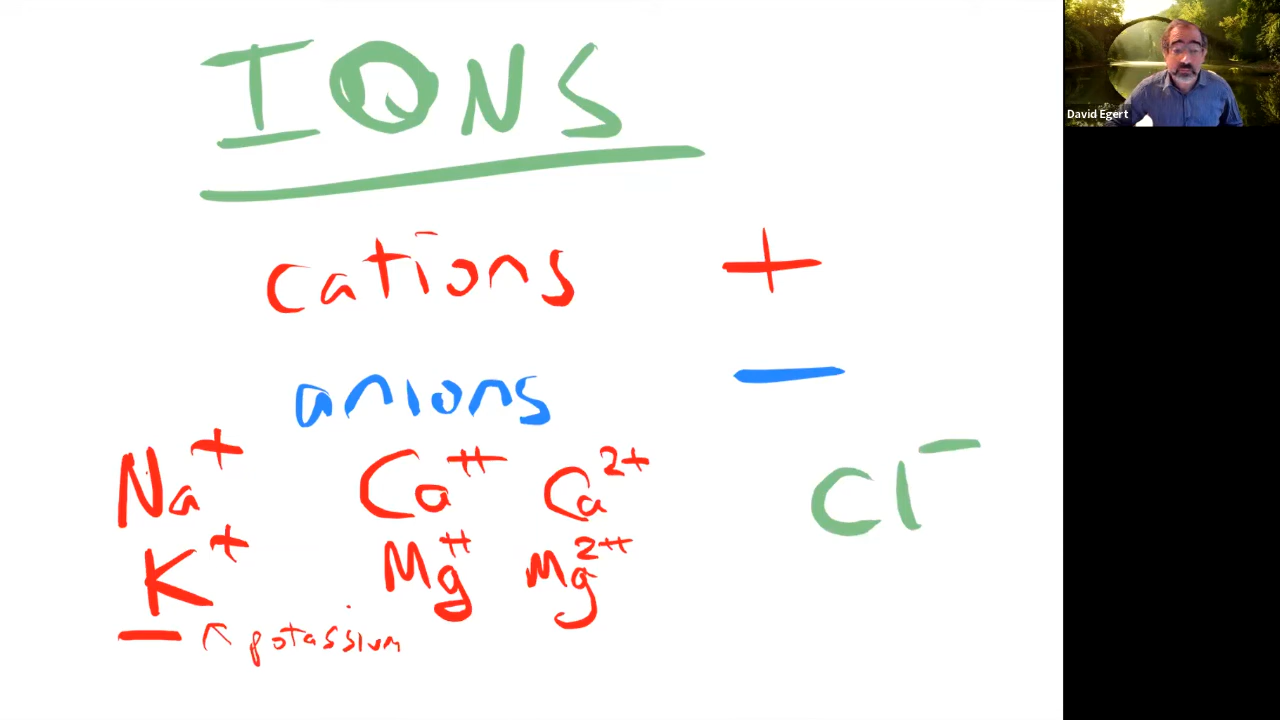 IONS
David Egert
cations +
anions −
Na⁺ Ca⁺⁺ Ca²⁺ Cl⁻
K⁺ Mg⁺⁺ Mg²⁺⁺
↖ potassium